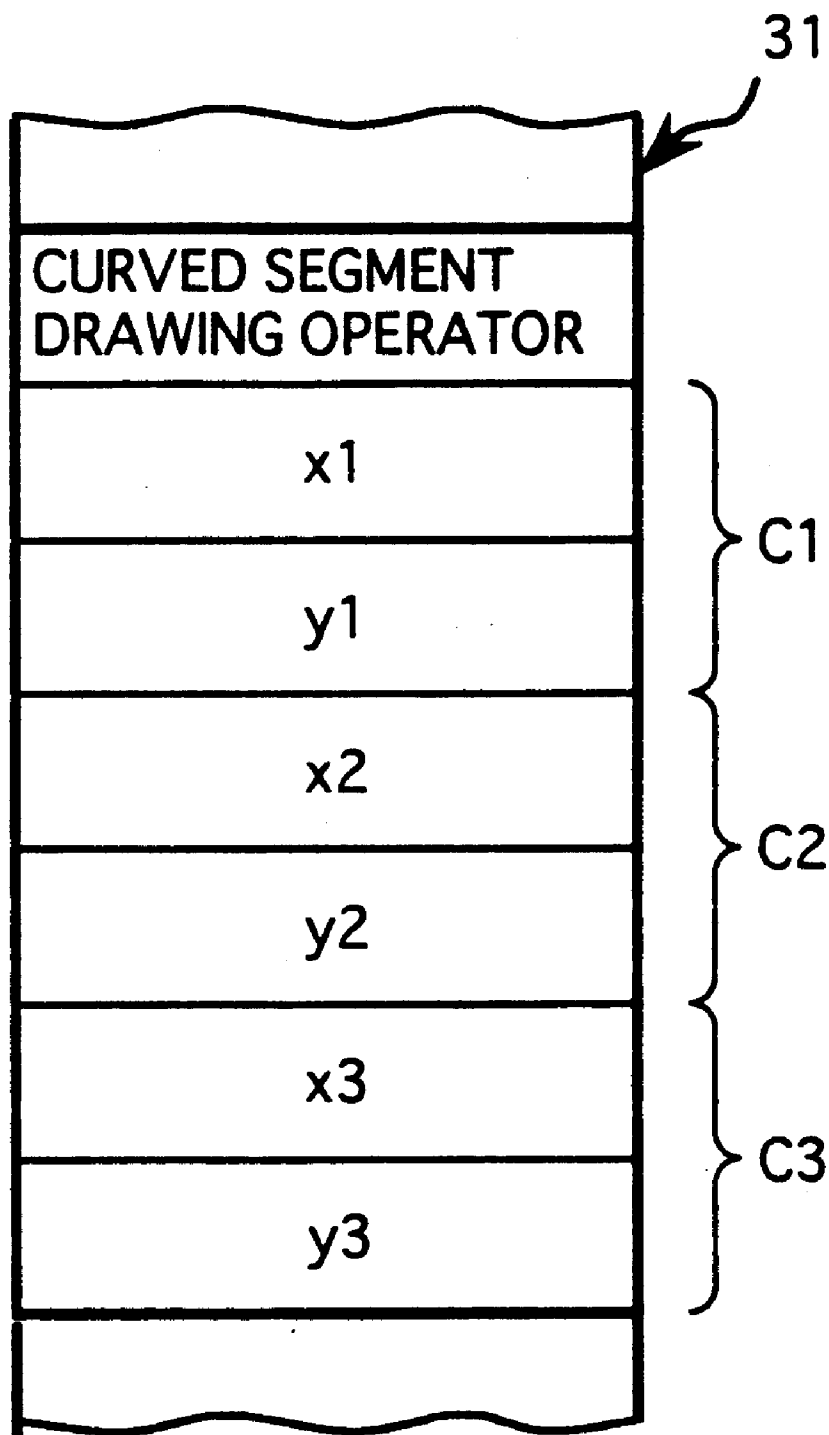 31
CURVED SEGMENT
DRAWING OPERATOR
x1
y1
C1
x2
y2
C2
x3
y3
C3